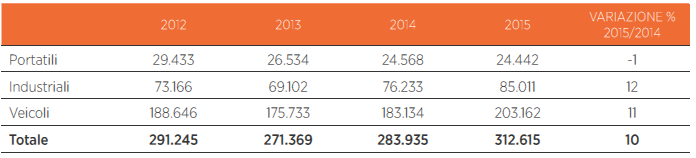 2012 2013 2014 2015 VARIAZIONE % 2015/2014
Portatili 29.433 26.534 24.568 24.442 -1
Industriali 73.166 69.102 76.233 85.011 12
Veicoli 188.646 175.733 183.134 203.162 11
Totale 291.245 271.369 283.935 312.615 10